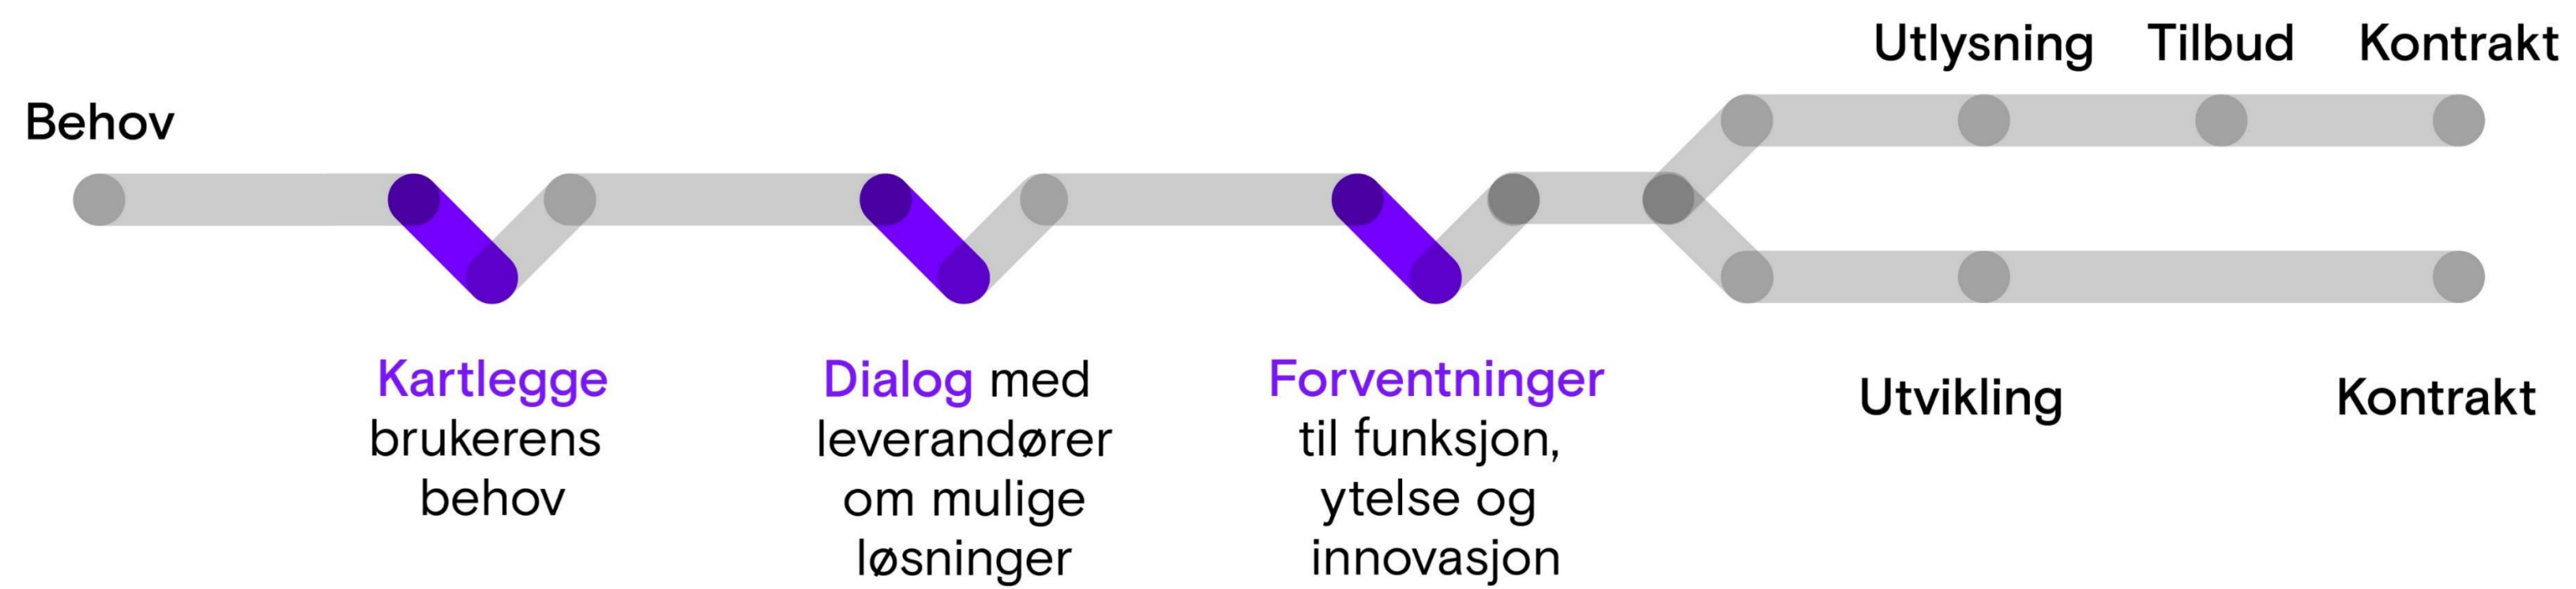 Utlysning Tilbud Kontrakt
Behov
Kartlegge
brukerens
behov
Dialog med
leverandører
om mulige
løsninger
Forventninger
til funksjon,
ytelse og
innovasjon
Utvikling Kontrakt